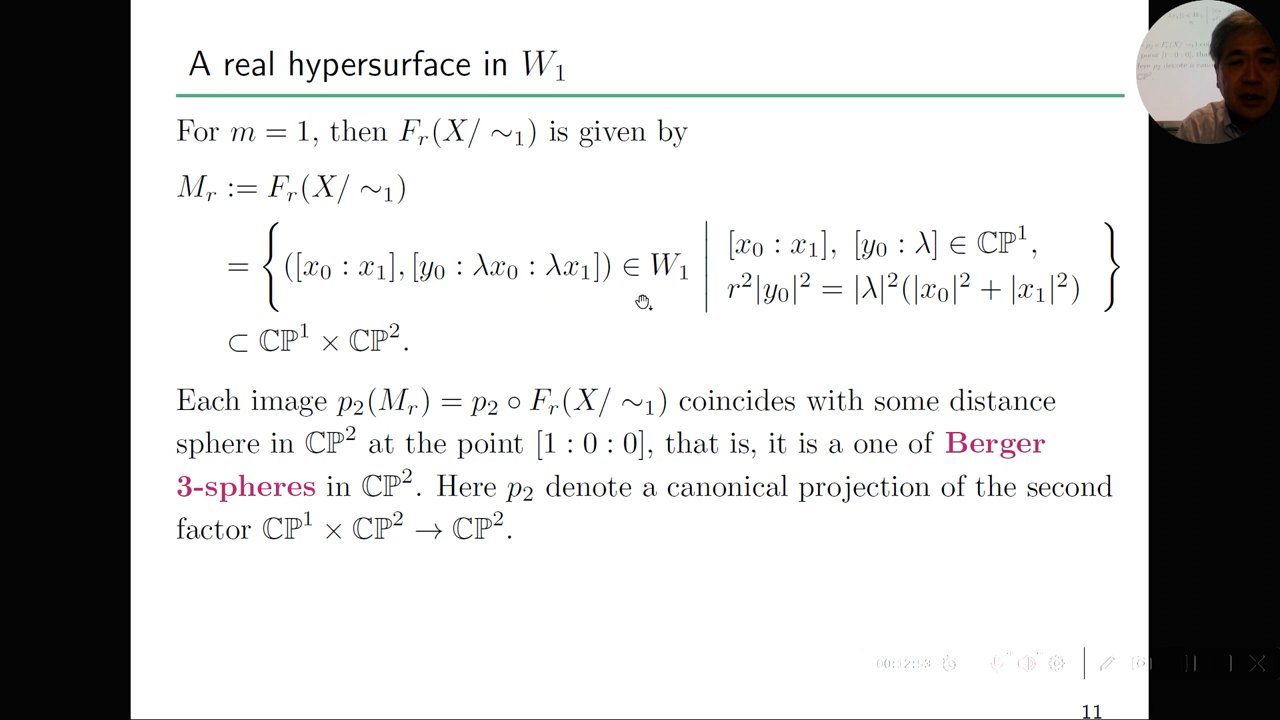 A real hypersurface in W₁
For m = 1, then Fᵣ(X/ ∼₁) is given by
Mᵣ := Fᵣ(X/ ∼₁)
= { ([x₀ : x₁], [y₀ : λx₀ : λx₁]) ∈ W₁ | [x₀ : x₁], [y₀ : λ] ∈ ℂℙ¹, r²|y₀|² = |λ|²(|x₀|² + |x₁|²) }
⊂ ℂℙ¹ × ℂℙ².
Each image p₂(Mᵣ) = p₂ ∘ Fᵣ(X/ ∼₁) coincides with some distance
sphere in ℂℙ² at the point [1 : 0 : 0], that is, it is a one of Berger
3-spheres in ℂℙ². Here p₂ denote a canonical projection of the second
factor ℂℙ¹ × ℂℙ² → ℂℙ².
00:12:53
11